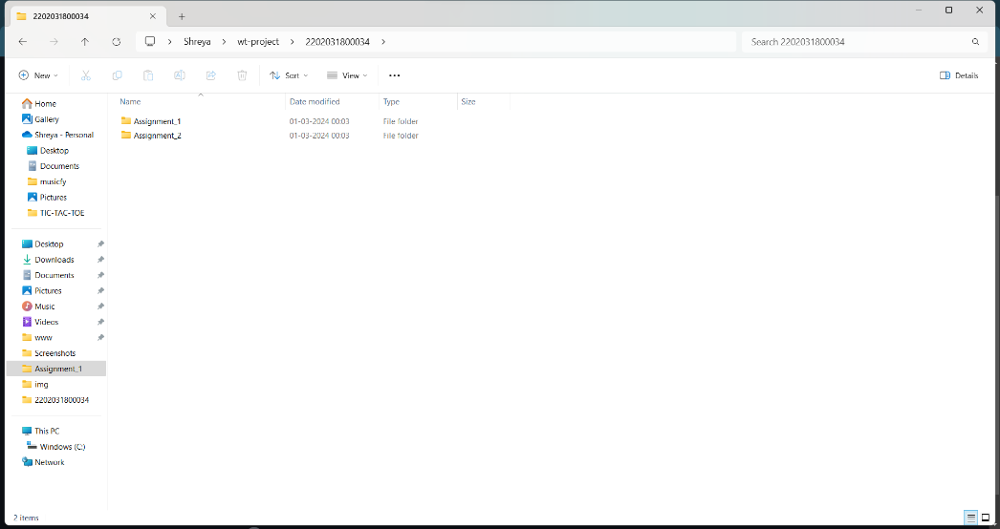 2202031800034
Shreya > wt-project > 2202031800034 >
Search 2202031800034
New
Sort
View
Details
Name
Date modified
Type
Size
Assignment_1 01-03-2024 00:03 File folder
Assignment_2 01-03-2024 00:03 File folder
Home
Gallery
Shreya - Personal
Desktop
Documents
musicfy
Pictures
TIC-TAC-TOE
Desktop
Downloads
Documents
Pictures
Music
Videos
www
Screenshots
Assignment_1
img
2202031800034
This PC
Windows (C:)
Network
2 items